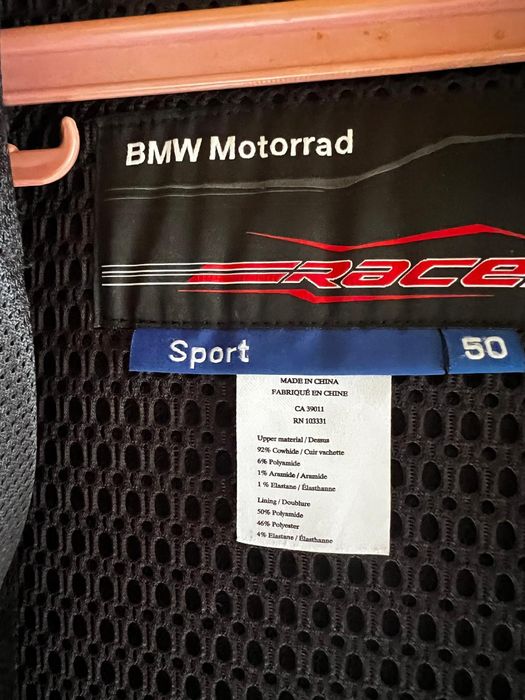 BMW Motorrad
RACE
Sport 50
MADE IN CHINA
FABRIQUÉ EN CHINE
CA 39011
RN 103331
Upper material / Dessus
92% Cowhide / Cuir vachette
6% Polyamide
1% Aramide / Aramide
1 % Elastane / Élasthanne
Lining / Doublure
50% Polyamide
46% Polyester
4% Elastane / Élasthanne